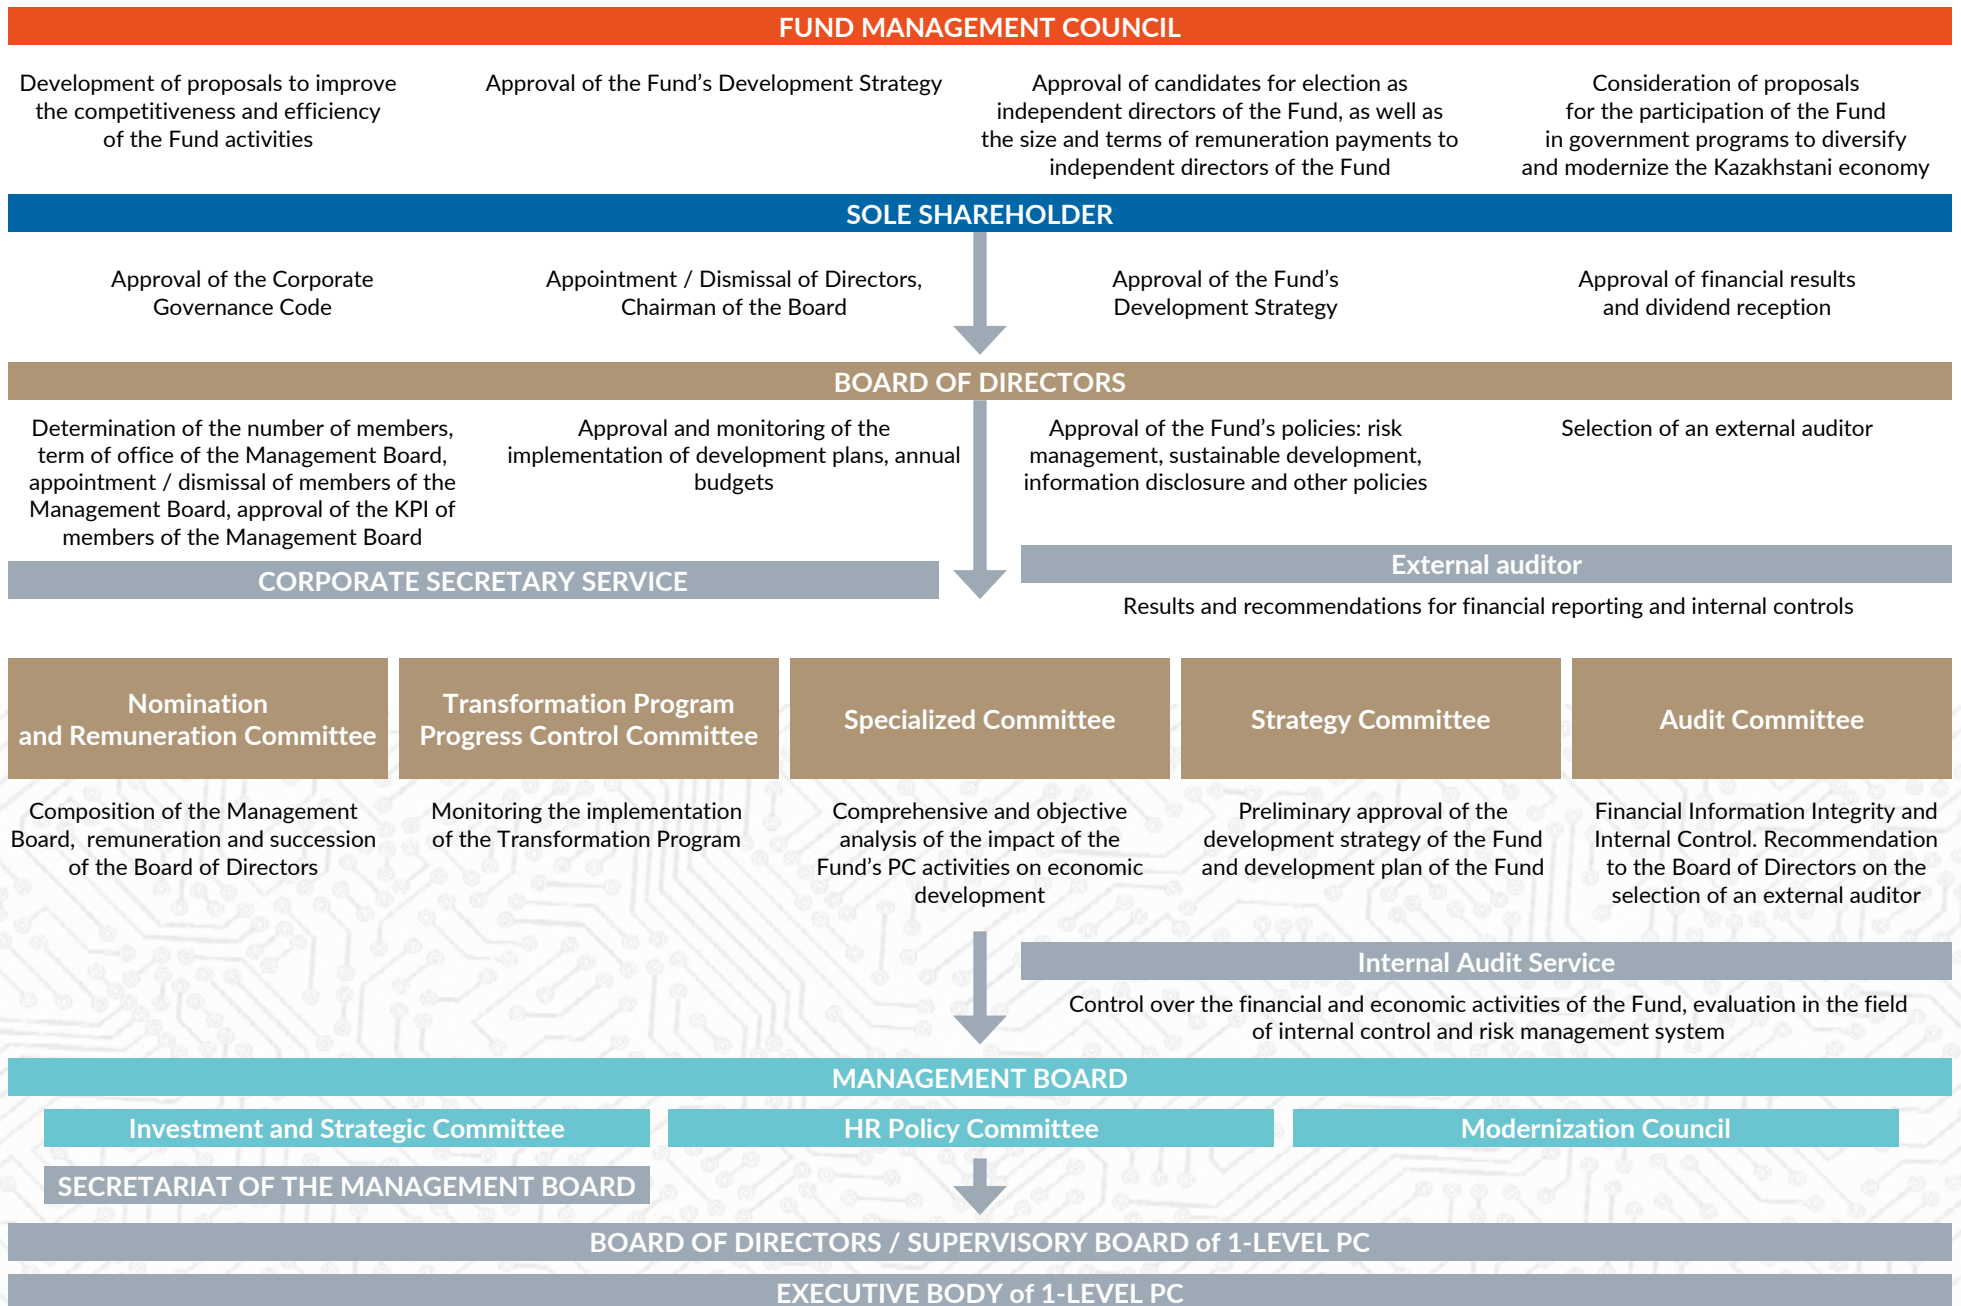 FUND MANAGEMENT COUNCIL
Development of proposals to improve
the competitiveness and efficiency
of the Fund activities
Approval of the Fund's Development Strategy
Approval of candidates for election as
independent directors of the Fund, as well as
the size and terms of remuneration payments to
independent directors of the Fund
Consideration of proposals
for the participation of the Fund
in government programs to diversify
and modernize the Kazakhstani economy
SOLE SHAREHOLDER
Approval of the Corporate
Governance Code
Appointment / Dismissal of Directors,
Chairman of the Board
Approval of the Fund's
Development Strategy
Approval of financial results
and dividend reception
BOARD OF DIRECTORS
Determination of the number of members,
term of office of the Management Board,
appointment / dismissal of members of the
Management Board, approval of the KPI of
members of the Management Board
Approval and monitoring of the
implementation of development plans, annual
budgets
Approval of the Fund's policies: risk
management, sustainable development,
information disclosure and other policies
Selection of an external auditor
CORPORATE SECRETARY SERVICE
External auditor
Results and recommendations for financial reporting and internal controls
Nomination
and Remuneration Committee
Transformation Program
Progress Control Committee
Specialized Committee
Strategy Committee
Audit Committee
Composition of the Management
Board, remuneration and succession
of the Board of Directors
Monitoring the implementation
of the Transformation Program
Comprehensive and objective
analysis of the impact of the
Fund's PC activities on economic
development
Preliminary approval of the
development strategy of the Fund
and development plan of the Fund
Financial Information Integrity and
Internal Control. Recommendation
to the Board of Directors on the
selection of an external auditor
Internal Audit Service
Control over the financial and economic activities of the Fund, evaluation in the field
of internal control and risk management system
MANAGEMENT BOARD
Investment and Strategic Committee
HR Policy Committee
Modernization Council
SECRETARIAT OF THE MANAGEMENT BOARD
BOARD OF DIRECTORS / SUPERVISORY BOARD of 1-LEVEL PC
EXECUTIVE BODY of 1-LEVEL PC